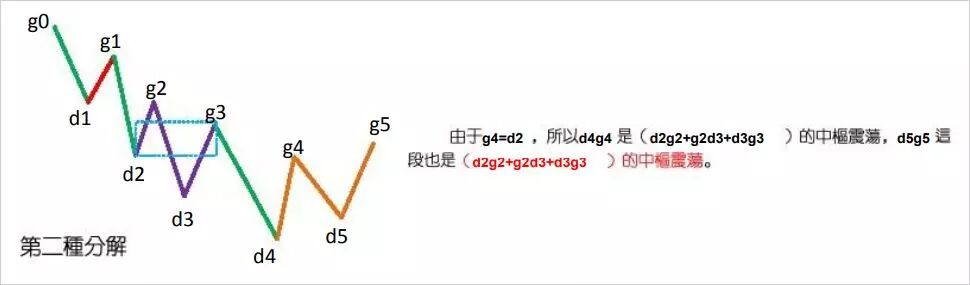 g0
g1
g2
g3
g5
d1
g4
d2
d3
d5
d4
第二種分解
由于g4=d2 ，所以d4g4 是（d2g2+g2d3+d3g3 ）的中樞震蕩，d5g5 這
段也是（d2g2+g2d3+d3g3 ）的中樞震蕩。